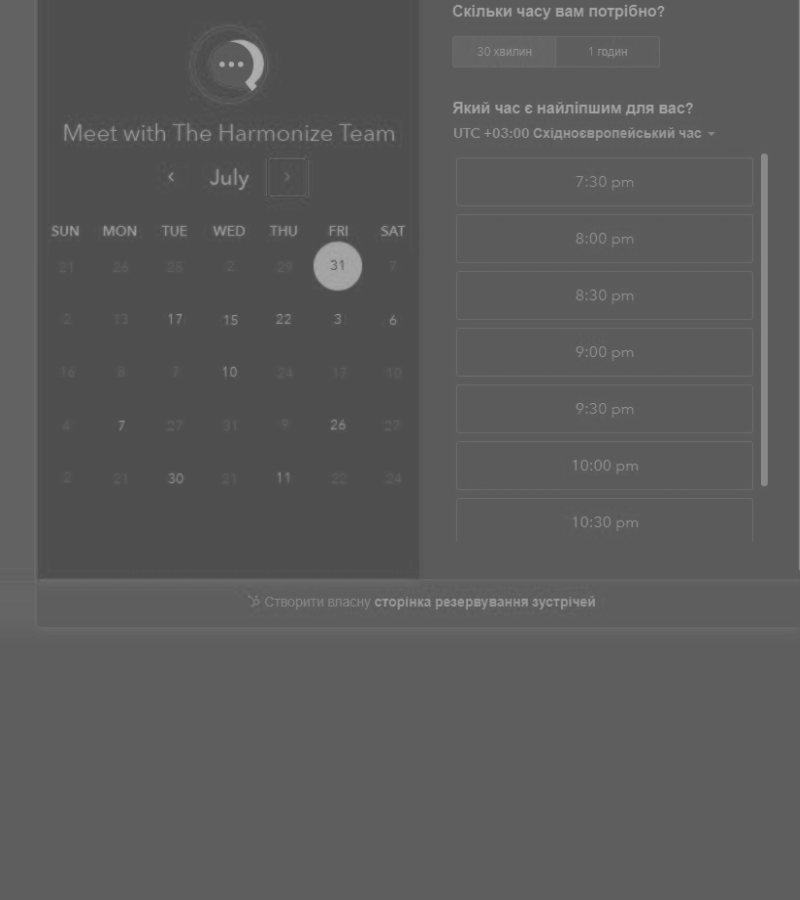 Meet with The Harmonize Team
July
SUN MON TUE WED THU FRI SAT
21 26 25 2 29 31 7
2 13 17 15 22 3 6
16 8 7 10 24 17 10
4 7 27 31 9 26 27
2 21 30 21 11 22 24
Скільки часу вам потрібно?
30 хвилин 1 годин
Який час є найліпшим для вас?
UTC +03:00 Східноєвропейський час
7:30 pm
8:00 pm
8:30 pm
9:00 pm
9:30 pm
10:00 pm
10:30 pm
Створити власну сторінка резервування зустрічей